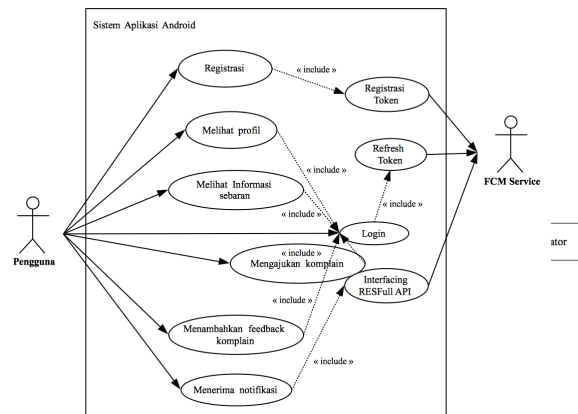 Sistem Aplikasi Android
Registrasi
« include »
Registrasi
Token
Melihat profil
Refresh
Token
FCM Service
« include »
Melihat Informasi
sebaran
« include »
« include »
Login
ator
Pengguna
« include »
Mengajukan komplain
Interfacing
RESFull API
« include »
Menambahkan feedback
komplain
« include »
Menerima notifikasi